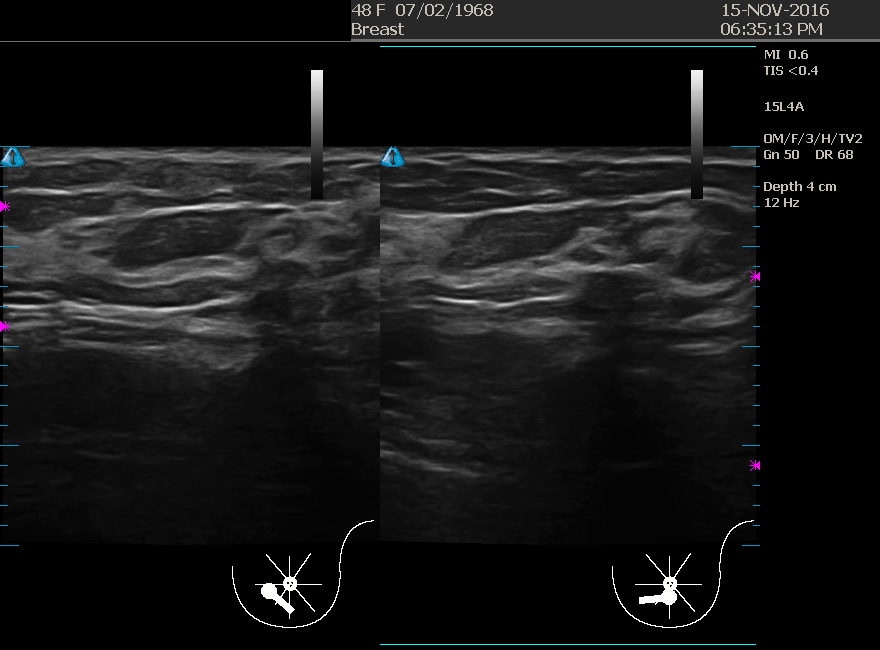 48 F 07/02/1968
Breast
15-NOV-2016
06:35:13 PM
MI 0.6
TIS <0.4
15L4A
OM/F/3/H/TV2
Gn 50 DR 68
Depth 4 cm
12 Hz